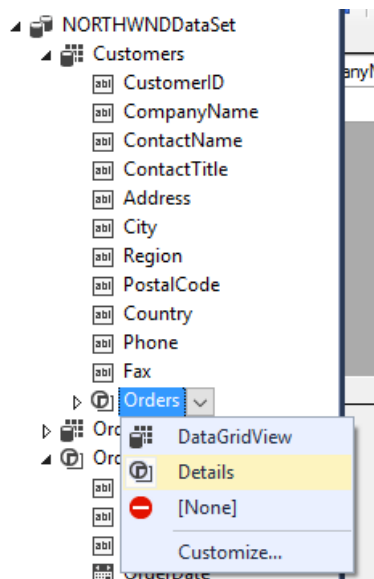 NORTHWNDDataSet
Customers
CustomerID
CompanyName
ContactName
ContactTitle
Address
City
Region
PostalCode
Country
Phone
Fax
Orders
DataGridView
Details
[None]
Customize...